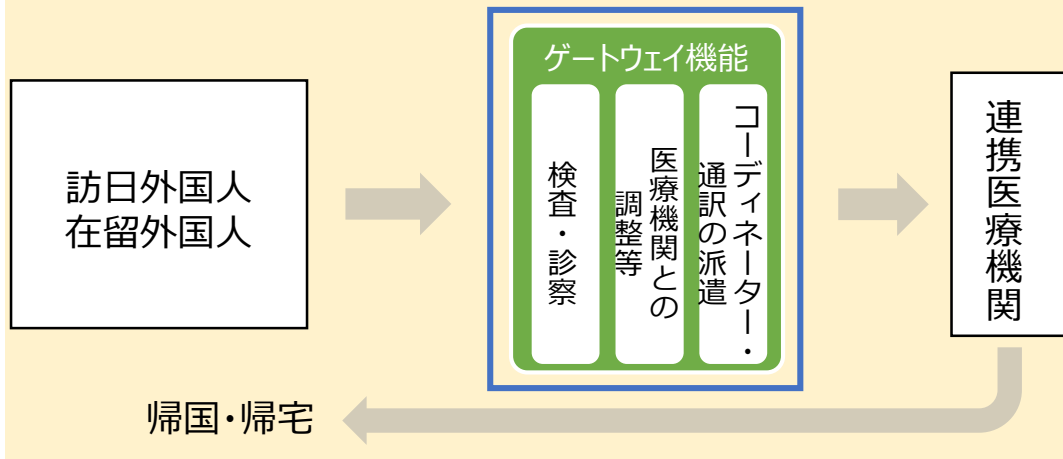 訪日外国人
在留外国人
ゲートウェイ機能
検査・診察
医療機関との
調整等
コーディネーター・
通訳の派遣
連携医療機関
帰国・帰宅